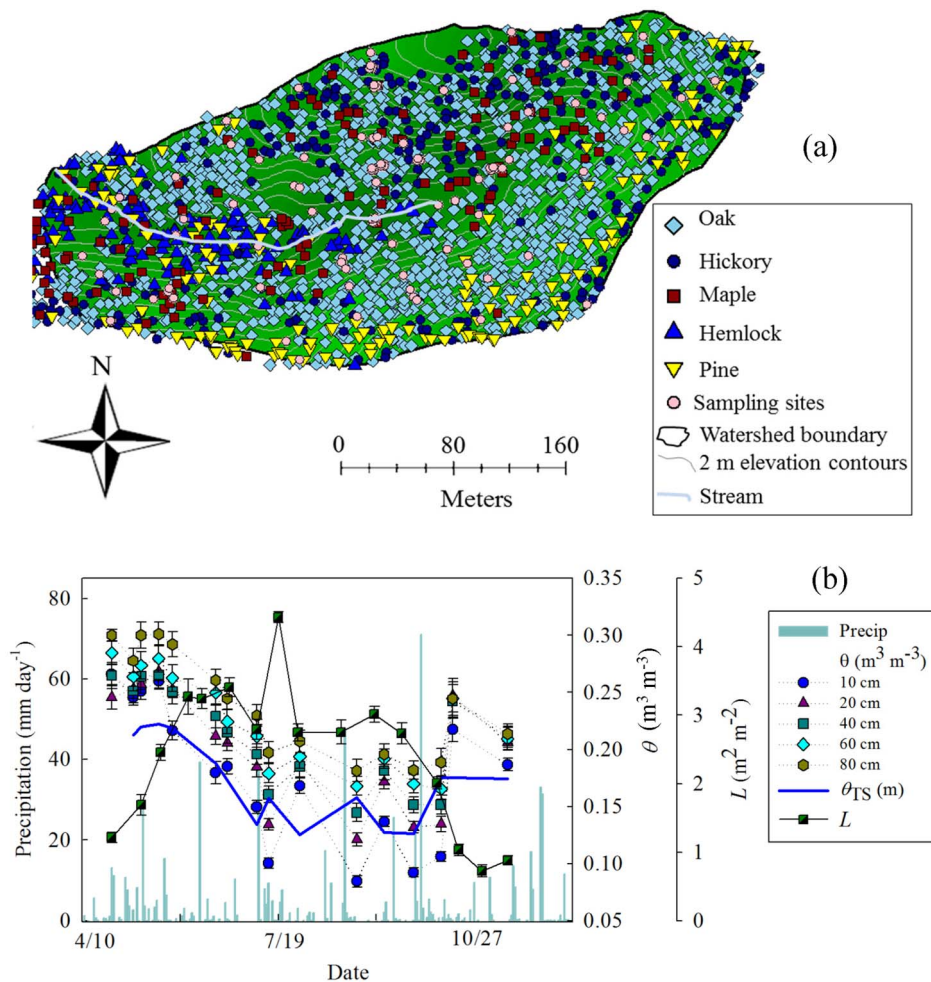 (a)
Oak
Hickory
Maple
Hemlock
Pine
Sampling sites
Watershed boundary
2 m elevation contours
Stream
N
0 80 160
Meters
(b)
80
60
40
20
0
Precipitation (mm day⁻¹)
4/10 7/19 10/27
Date
0.35
0.30
0.25
0.20
0.15
0.10
0.05
θ (m³ m⁻³)
5
4
3
2
1
0
L (m² m⁻²)
Precip
θ (m³ m⁻³)
10 cm
20 cm
40 cm
60 cm
80 cm
θTS (m)
L